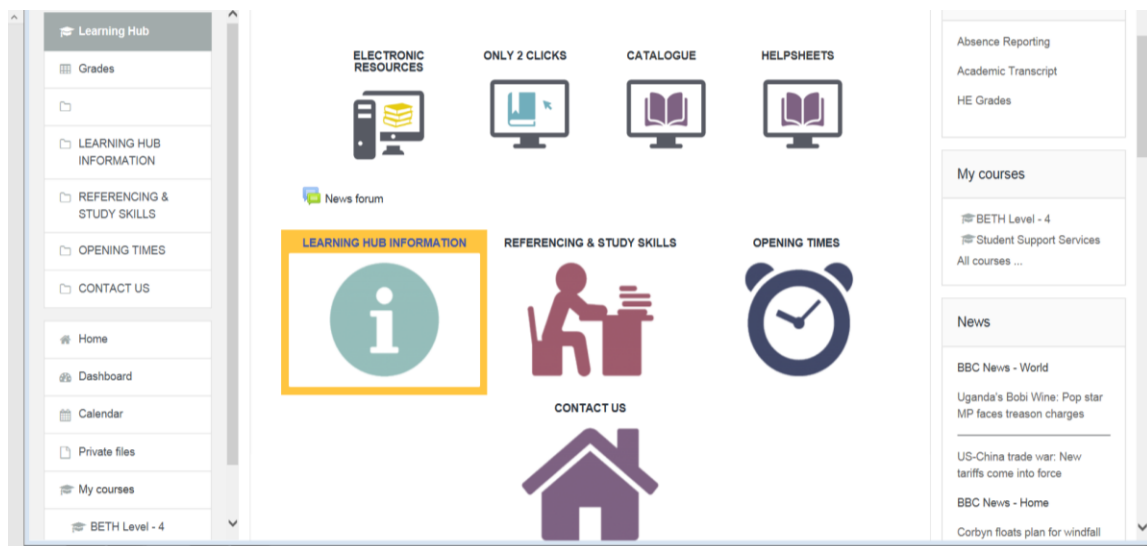 Learning Hub
Grades
LEARNING HUB
INFORMATION
REFERENCING &
STUDY SKILLS
OPENING TIMES
CONTACT US
Home
Dashboard
Calendar
Private files
My courses
BETH Level - 4
ELECTRONIC
RESOURCES
ONLY 2 CLICKS
CATALOGUE
HELPSHEETS
News forum
LEARNING HUB INFORMATION
REFERENCING & STUDY SKILLS
OPENING TIMES
CONTACT US
Absence Reporting
Academic Transcript
HE Grades
My courses
BETH Level - 4
Student Support Services
All courses ...
News
BBC News - World
Uganda's Bobi Wine: Pop star
MP faces treason charges
US-China trade war: New
tariffs come into force
BBC News - Home
Corbyn floats plan for windfall